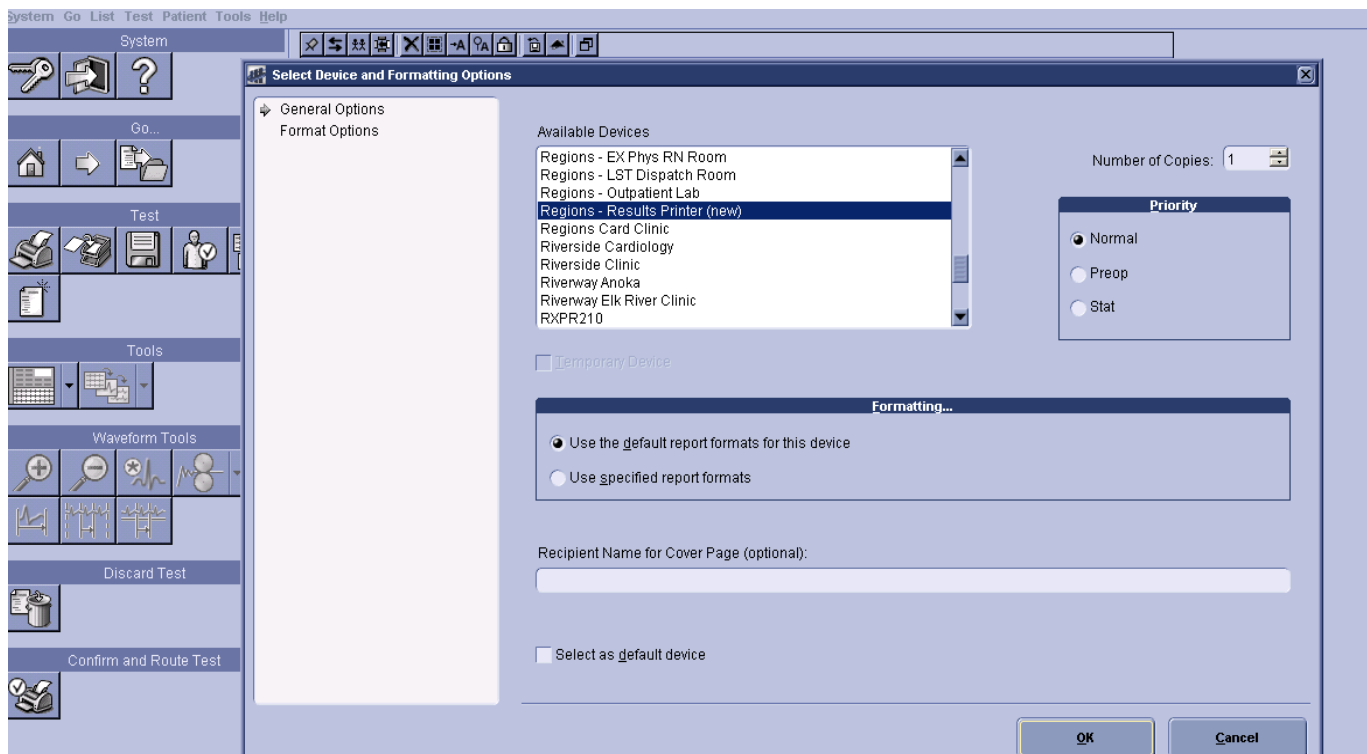 System Go List Test Patient Tools Help
System
Select Device and Formatting Options
General Options
Format Options
Go...
Test
Tools
Waveform Tools
Discard Test
Confirm and Route Test
Available Devices
Regions - EX Phys RN Room
Regions - LST Dispatch Room
Regions - Outpatient Lab
Regions - Results Printer (new)
Regions Card Clinic
Riverside Cardiology
Riverside Clinic
Riverway Anoka
Riverway Elk River Clinic
RXPR210
Number of Copies: 1
Priority
Normal
Preop
Stat
Temporary Device
Formatting...
Use the default report formats for this device
Use specified report formats
Recipient Name for Cover Page (optional):
Select as default device
OK
Cancel